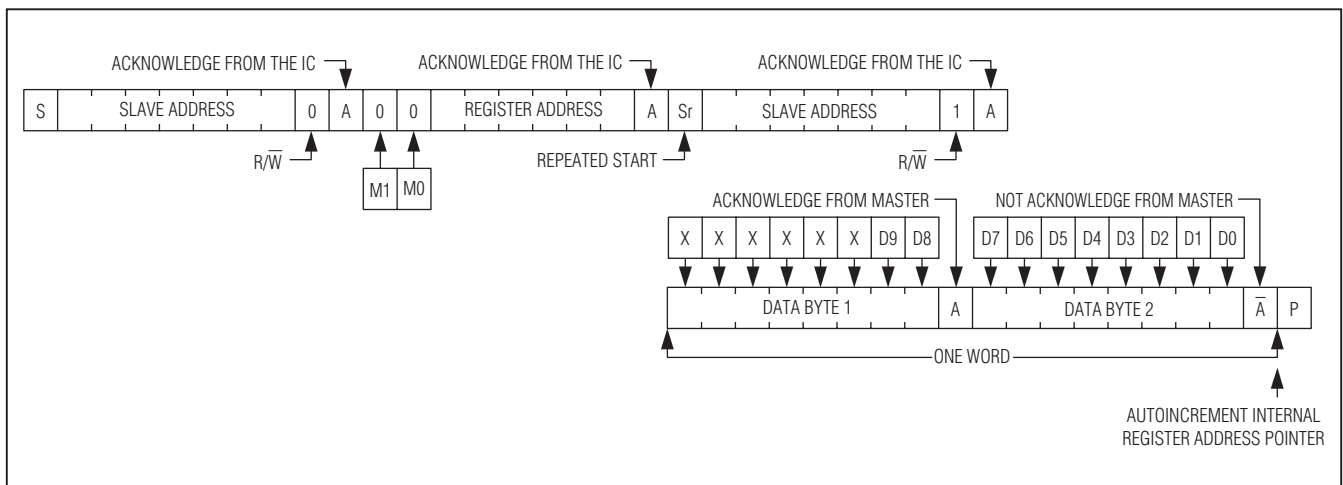 ACKNOWLEDGE FROM THE IC ACKNOWLEDGE FROM THE IC ACKNOWLEDGE FROM THE IC
S SLAVE ADDRESS 0 A 0 0 REGISTER ADDRESS A Sr SLAVE ADDRESS 1 A
R/W̅ REPEATED START R/W̅
M1 M0
ACKNOWLEDGE FROM MASTER NOT ACKNOWLEDGE FROM MASTER
X X X X X X D9 D8 D7 D6 D5 D4 D3 D2 D1 D0
DATA BYTE 1 A DATA BYTE 2 A̅ P
ONE WORD
AUTOINCREMENT INTERNAL
REGISTER ADDRESS POINTER